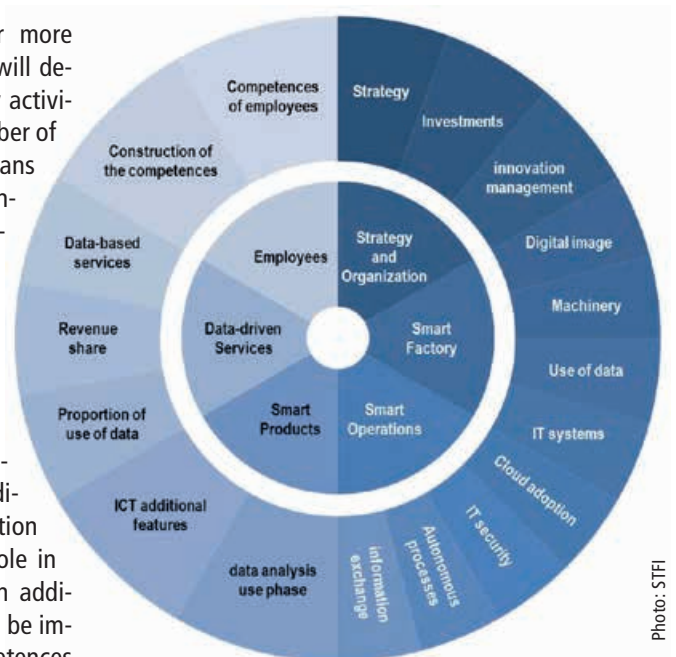 r more
will de-
activi-
ber of
ans
n-
-
-
di-
tion
ole in
n addi-
be im-
Competences
of employees
Strategy
Investments
innovation
management
Digital image
Machinery
Use of data
IT systems
Cloud adoption
IT security
Autonomous
processes
information
exchange
data analysis
use phase
ICT additional
features
Proportion of
use of data
Revenue
share
Data-based
services
Construction of
the competences
Employees
Strategy
and
Organization
Smart
Factory
Smart
Operations
Smart
Products
Data-driven
Services
Photo: STFI